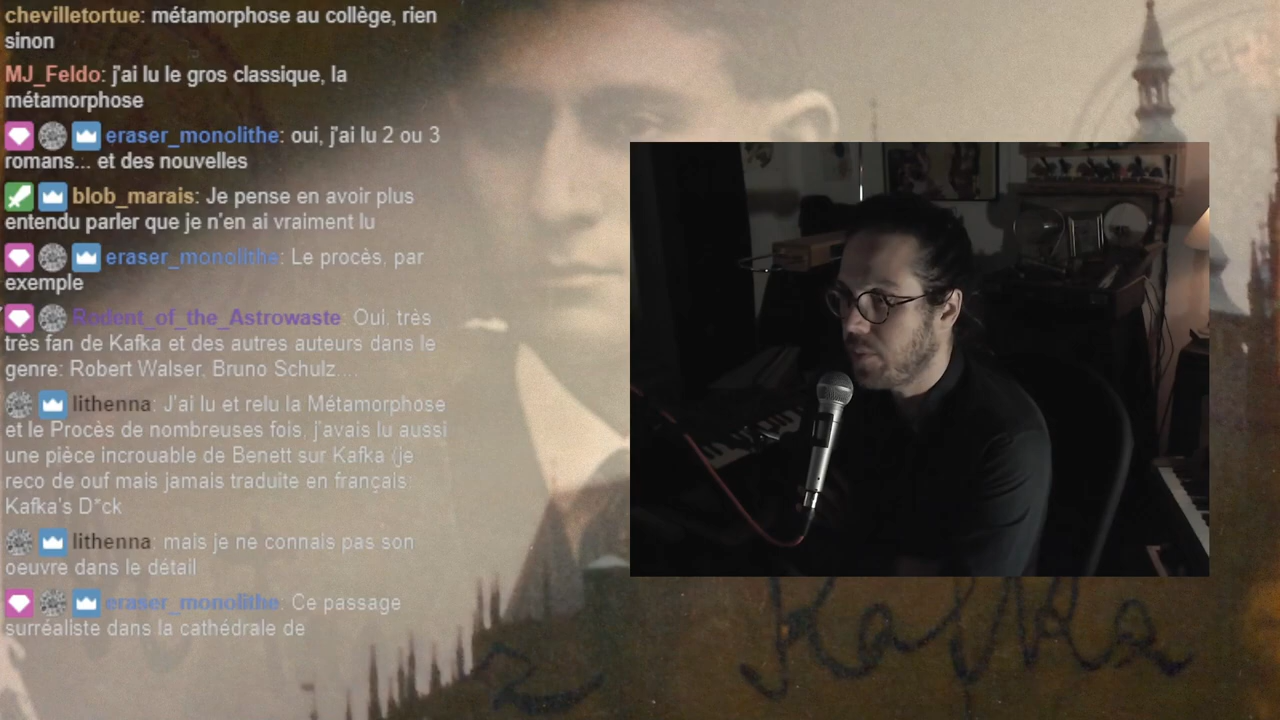 chevilletortue: métamorphose au collège, rien
sinon
MJ_Feldo: j'ai lu le gros classique, la
métamorphose
eraser_monolithe: oui, j'ai lu 2 ou 3
romans... et des nouvelles
blob_marais: Je pense en avoir plus
entendu parler que je n'en ai vraiment lu
eraser_monolithe: Le procès, par
exemple
Rodent_of_the_Astrowaste: Oui, très
très fan de Kafka et des autres auteurs dans le
genre: Robert Walser, Bruno Schulz....
lithenna: J'ai lu et relu la Métamorphose
et le Procès de nombreuses fois, j'avais lu aussi
une pièce incrouable de Benett sur Kafka (je
reco de ouf mais jamais traduite en français:
Kafka's D*ck
lithenna: mais je ne connais pas son
oeuvre dans le détail
eraser_monolithe: Ce passage
surréaliste dans la cathédrale de
Kafka